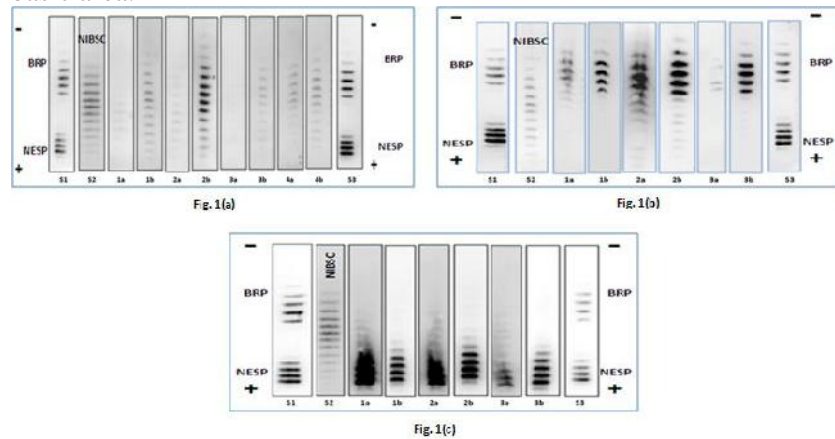 - -
NIBSC
BRP BRP
NESP NESP
+ +
S1 S2 1a 1b 2a 2b 3a 3b 4a 4b S3
Fig. 1(a)
- -
NIBSC
BRP BRP
NESP NESP
+ +
S1 S2 1a 1b 2a 2b 3a 3b S3
Fig. 1(b)
- -
NIBSC
BRP BRP
NESP NESP
+ +
S1 S2 1a 1b 2a 2b 3a 3b S3
Fig. 1(c)